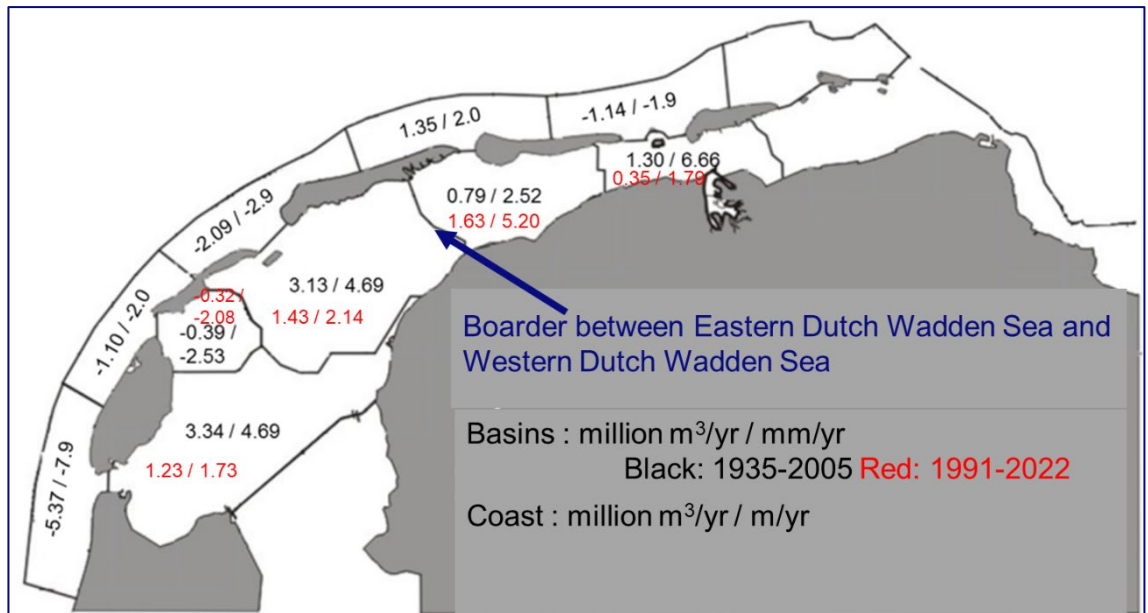 -1.14 / -1.9
1.35 / 2.0
1.30 / 6.66
0.35 / 1.79
0.79 / 2.52
1.63 / 5.20
-2.09 / -2.9
3.13 / 4.69
-0.32 /
-2.08
1.43 / 2.14
-0.39 /
-2.53
-1.10 / -2.0
3.34 / 4.69
1.23 / 1.73
-5.37 / -7.9
Boarder between Eastern Dutch Wadden Sea and
Western Dutch Wadden Sea
Basins : million m³/yr / mm/yr
Black: 1935-2005 Red: 1991-2022
Coast : million m³/yr / m/yr